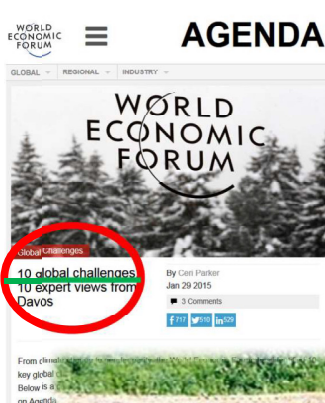 WORLD
ECONOMIC
FORUM
AGENDA
GLOBAL REGIONAL INDUSTRY
WORLD
ECONOMIC
FORUM
Global Challenges
10 global challenges,
10 expert views from
Davos
By Ceri Parker
Jan 29 2015
3 Comments
f 717 510 in 529
From
key global
Below is a
on Agenda